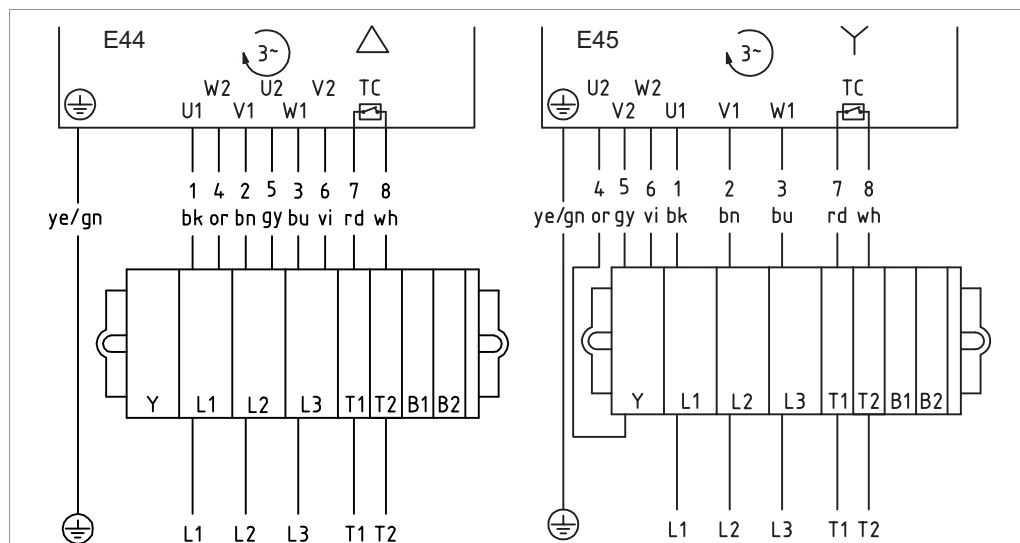 E44 3~
W2 U2 V2 TC
U1 V1 W1
1 4 2 5 3 6 7 8
ye/gn bk or bn gy bu vi rd wh
Y L1 L2 L3 T1 T2 B1 B2
L1 L2 L3 T1 T2
E45 3~
U2 W2 TC
V2 U1 V1 W1
4 5 6 1 2 3 7 8
ye/gn or gy vi bk bn bu rd wh
Y L1 L2 L3 T1 T2 B1 B2
L1 L2 L3 T1 T2